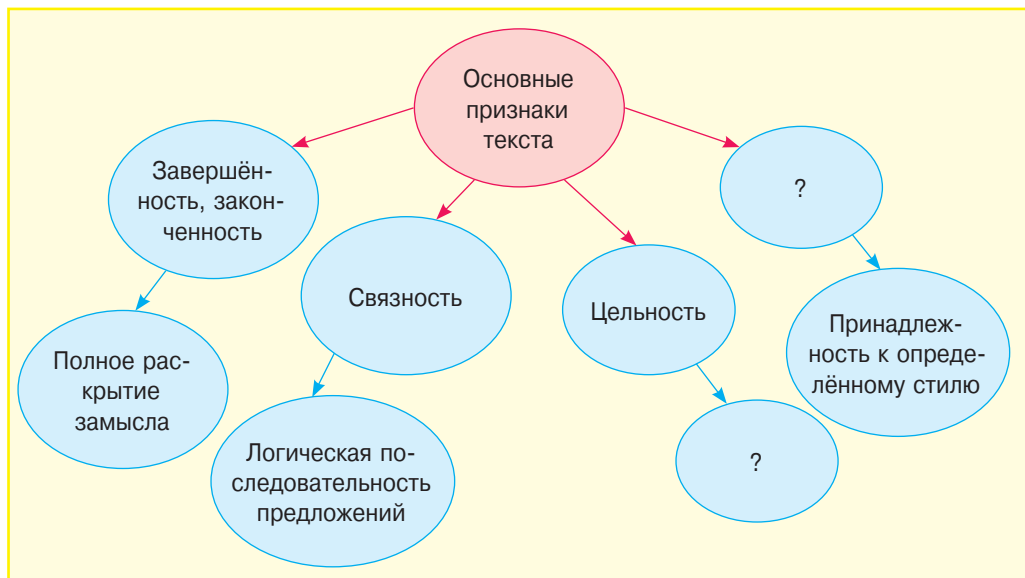 Основные
признаки
текста
Завершён-
ность, закон-
ченность
?
Связность
Цельность
Принадлеж-
ность к опреде-
лённому стилю
Полное рас-
крытие
замысла
Логическая по-
следовательность
предложений
?